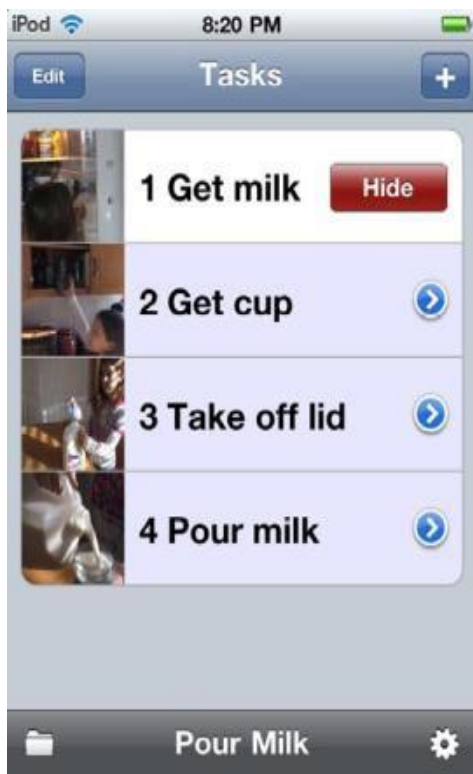 iPod 8:20 PM
Edit Tasks +
1 Get milk Hide
2 Get cup
3 Take off lid
4 Pour milk
Pour Milk